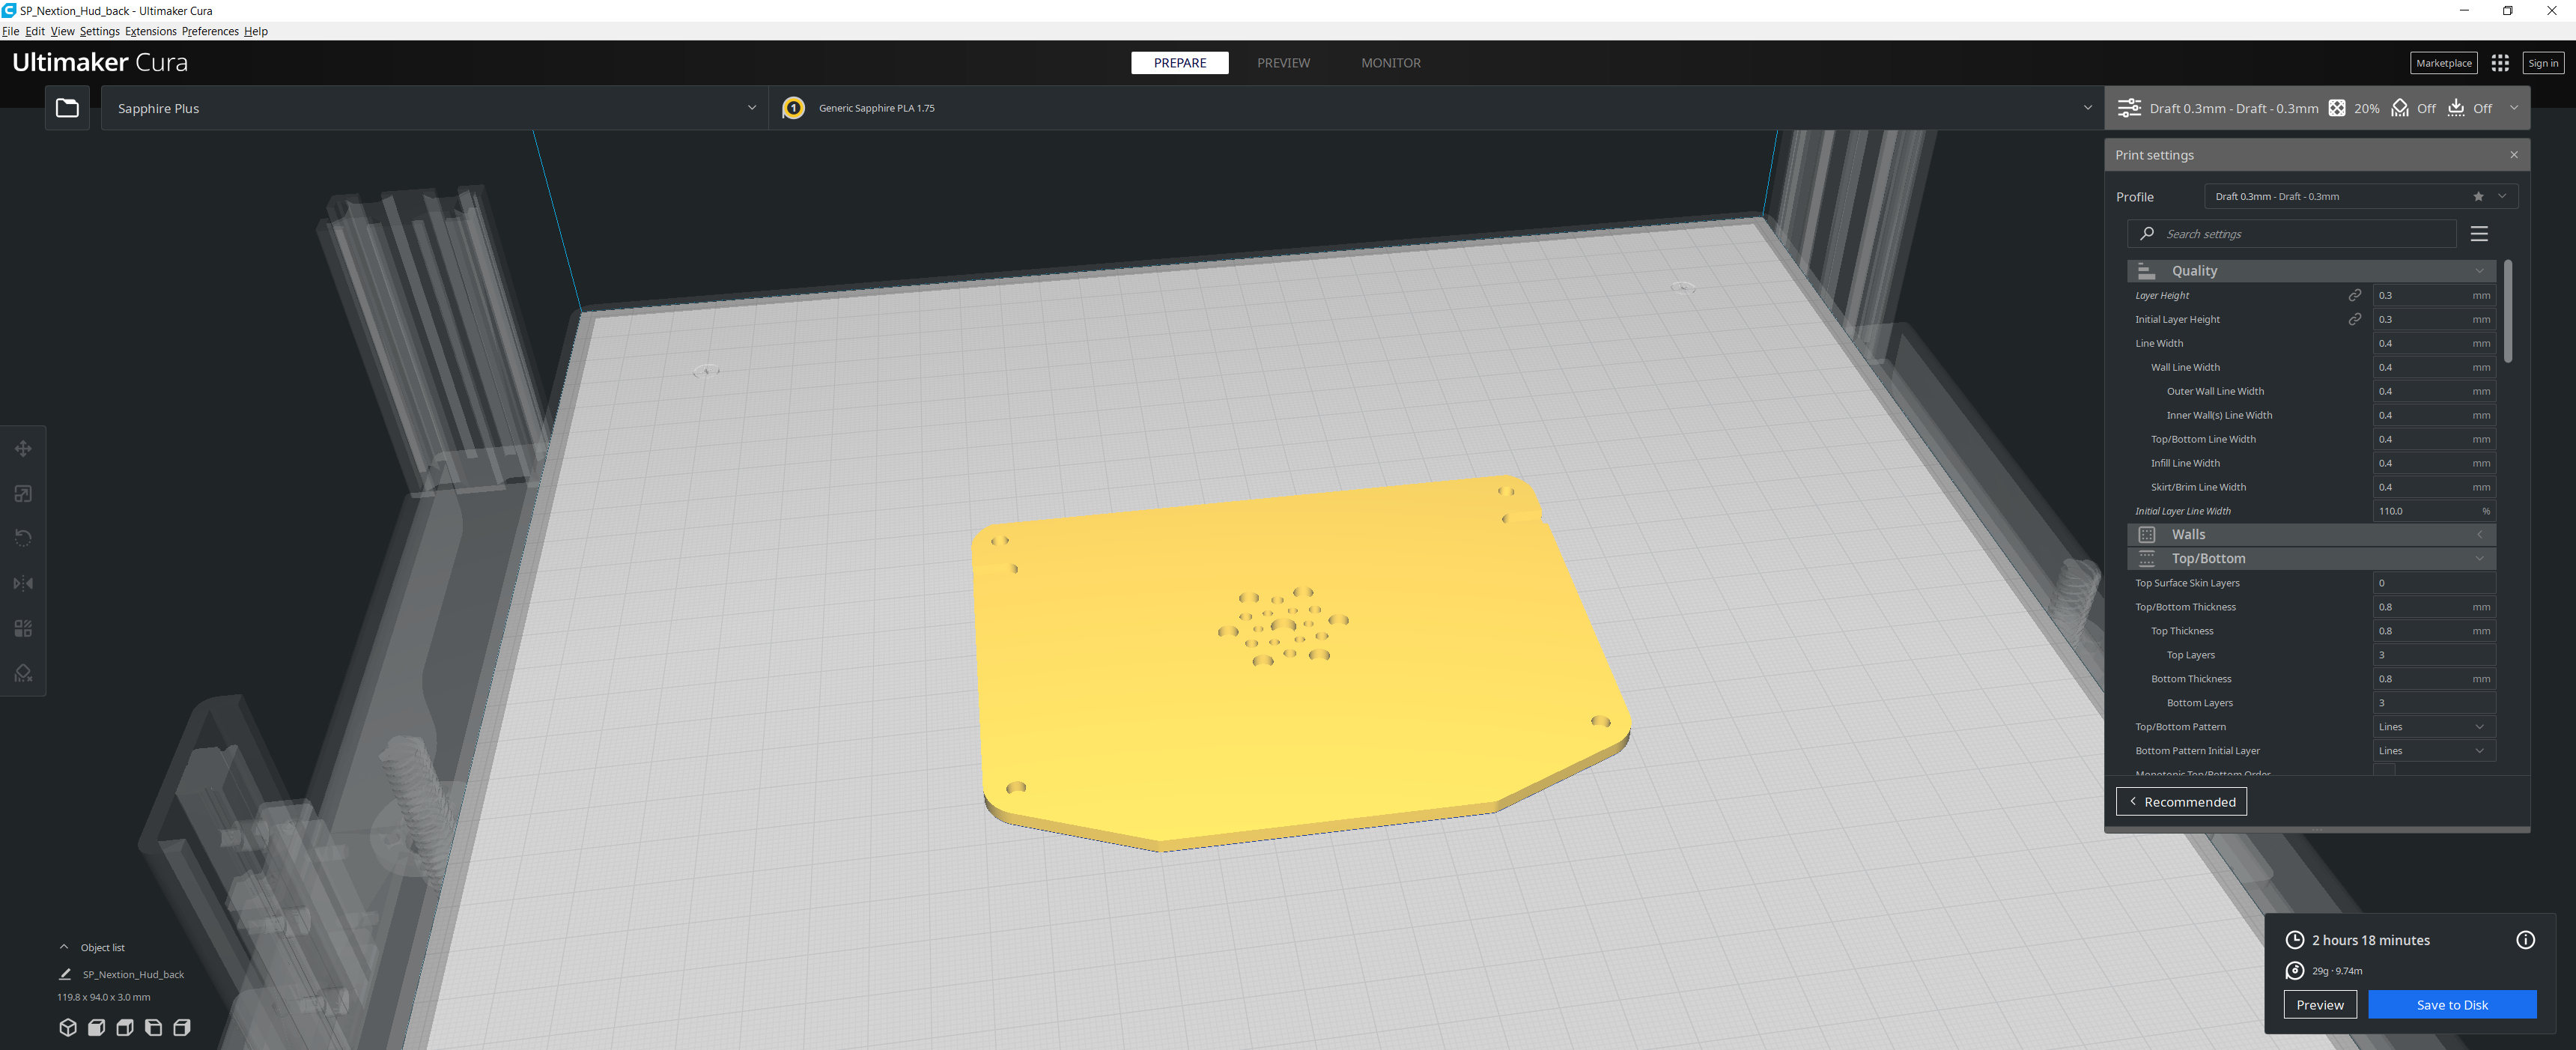 SP_Nextion_Hud_back - Ultimaker Cura
File Edit View Settings Extensions Preferences Help
Ultimaker Cura
PREPARE PREVIEW MONITOR
Marketplace Sign in
Sapphire Plus
1 Generic Sapphire PLA 1.75
Draft 0.3mm - Draft - 0.3mm 20% Off Off
Print settings
Profile Draft 0.3mm - Draft - 0.3mm
Search settings
Quality
Layer Height 0.3 mm
Initial Layer Height 0.3 mm
Line Width 0.4 mm
Wall Line Width 0.4 mm
Outer Wall Line Width 0.4 mm
Inner Wall(s) Line Width 0.4 mm
Top/Bottom Line Width 0.4 mm
Infill Line Width 0.4 mm
Skirt/Brim Line Width 0.4 mm
Initial Layer Line Width 110.0 %
Walls
Top/Bottom
Top Surface Skin Layers 0
Top/Bottom Thickness 0.8 mm
Top Thickness 0.8 mm
Top Layers 3
Bottom Thickness 0.8 mm
Bottom Layers 3
Top/Bottom Pattern Lines
Bottom Pattern Initial Layer Lines
Monotonic Top/Bottom Order
Recommended
Object list
SP_Nextion_Hud_back
119.8 x 94.0 x 3.0 mm
2 hours 18 minutes
29g · 9.74m
Preview Save to Disk